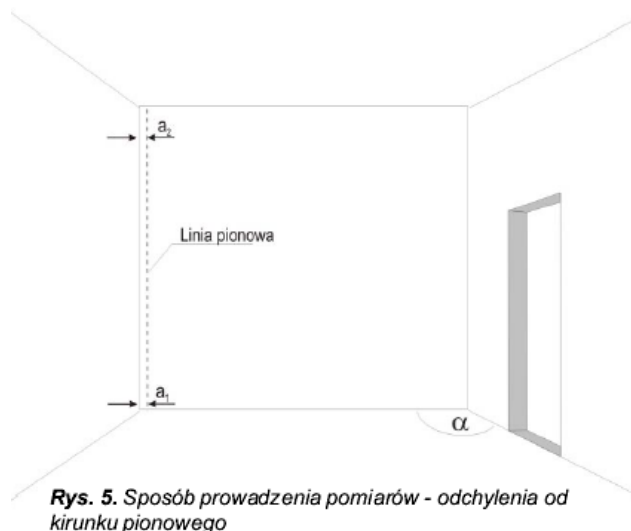 a₂
Linia pionowa
a₁
α
Rys. 5. Sposób prowadzenia pomiarów - odchylenia od
kirunku pionowego